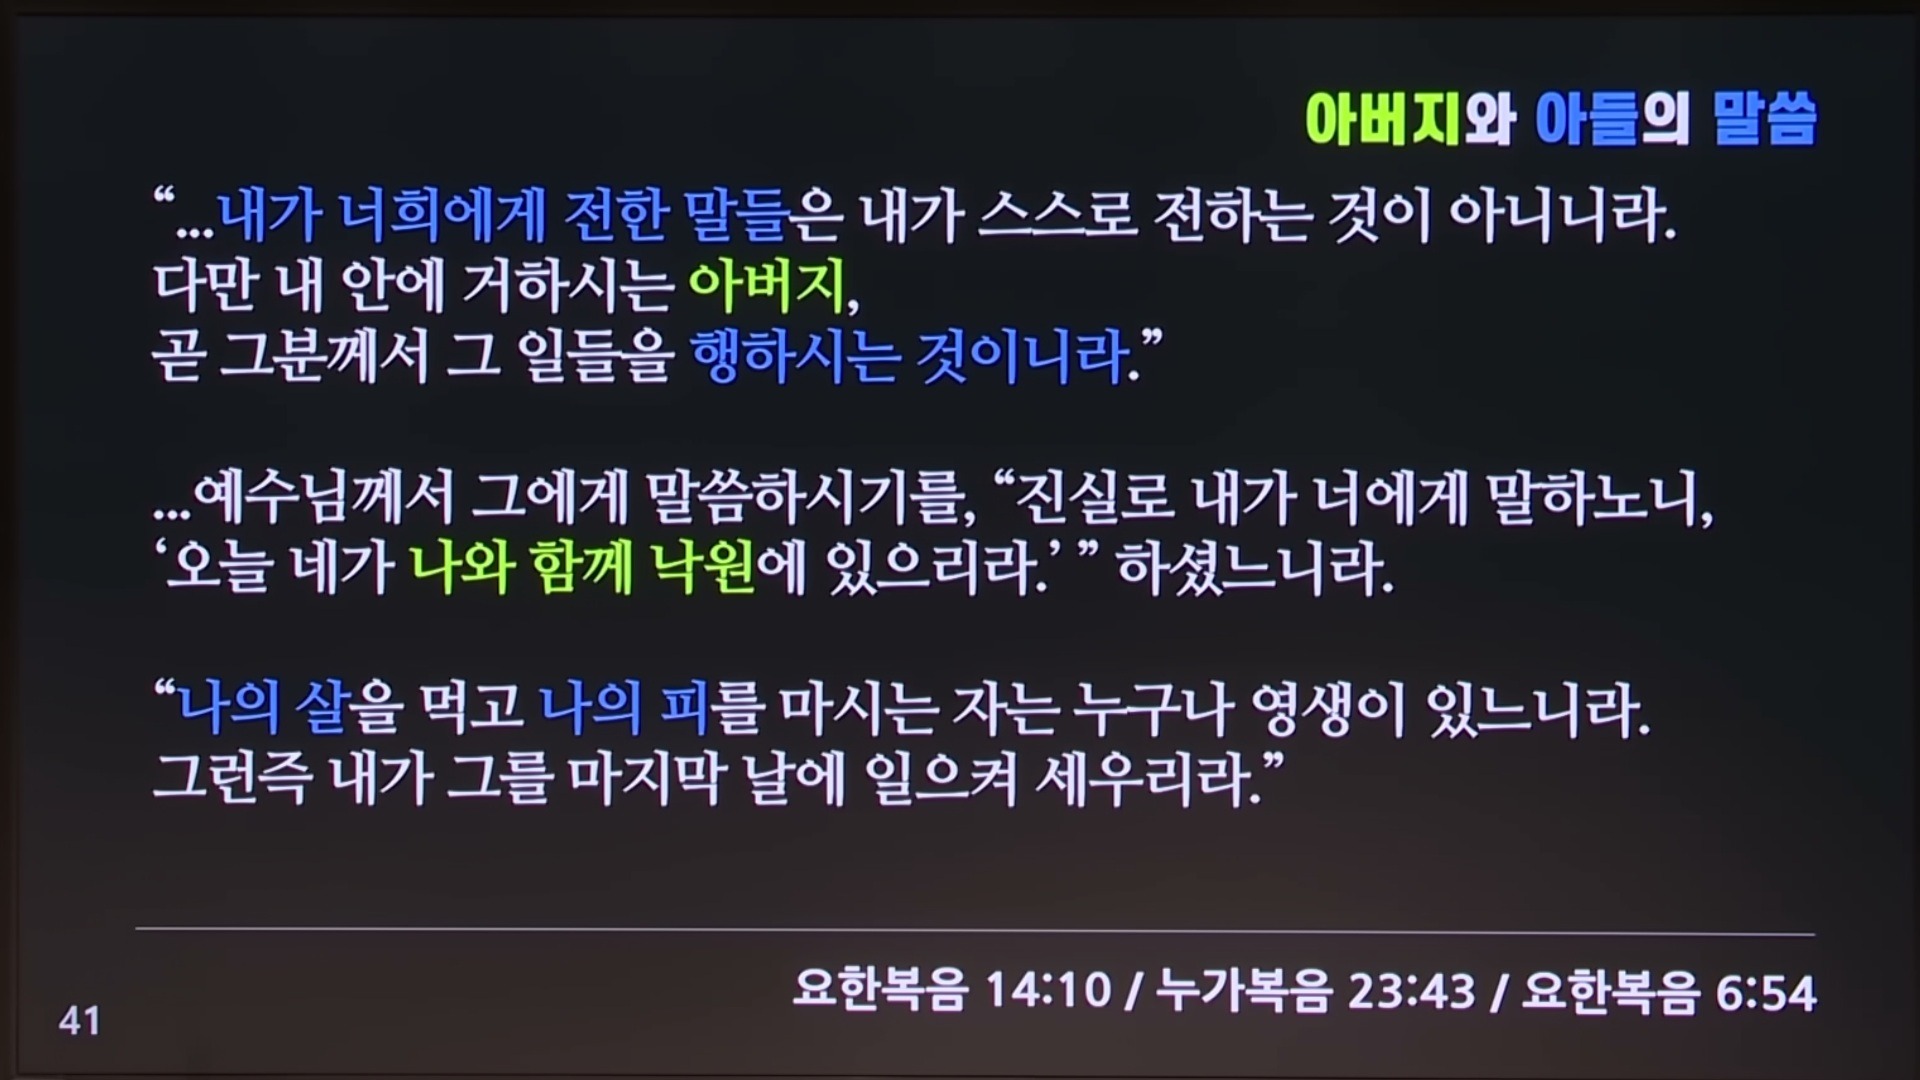 아버지와 아들의 말씀
“...내가 너희에게 전한 말들은 내가 스스로 전하는 것이 아니니라.
다만 내 안에 거하시는 아버지,
곧 그분께서 그 일들을 행하시는 것이니라.”
...예수님께서 그에게 말씀하시기를, “진실로 내가 너에게 말하노니,
‘오늘 네가 나와 함께 낙원에 있으리라.’ ” 하셨느니라.
“나의 살을 먹고 나의 피를 마시는 자는 누구나 영생이 있느니라.
그런즉 내가 그를 마지막 날에 일으켜 세우리라.”
요한복음 14:10 / 누가복음 23:43 / 요한복음 6:54
41